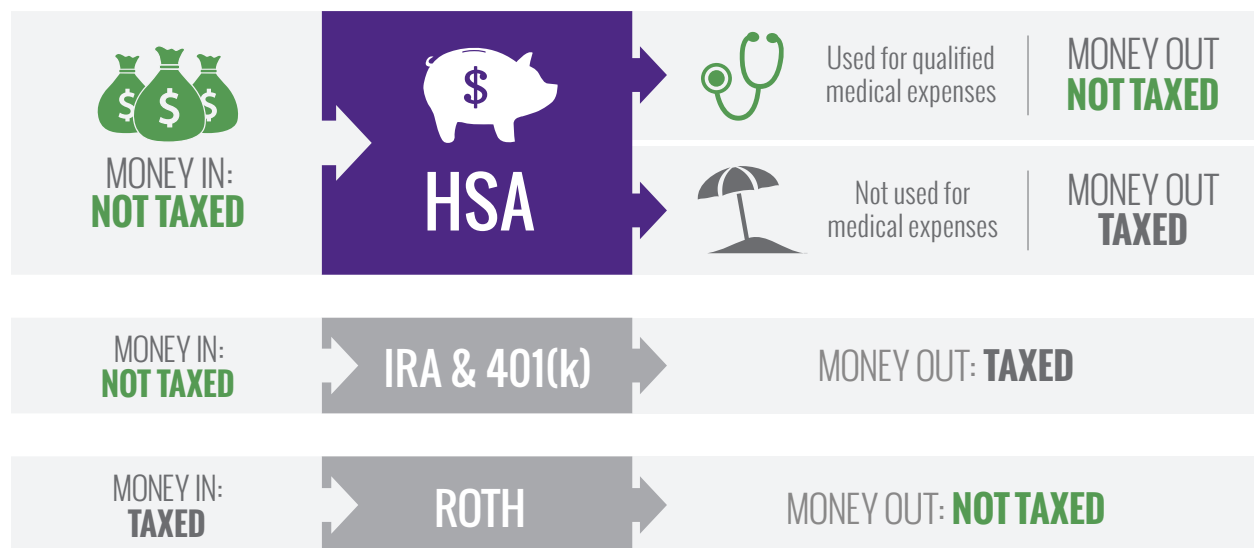 MONEY IN:
NOT TAXED
$ $ $
$
HSA
Used for qualified
medical expenses
MONEY OUT
NOT TAXED
Not used for
medical expenses
MONEY OUT
TAXED
MONEY IN:
NOT TAXED
IRA & 401(k)
MONEY OUT: TAXED
MONEY IN:
TAXED
ROTH
MONEY OUT: NOT TAXED